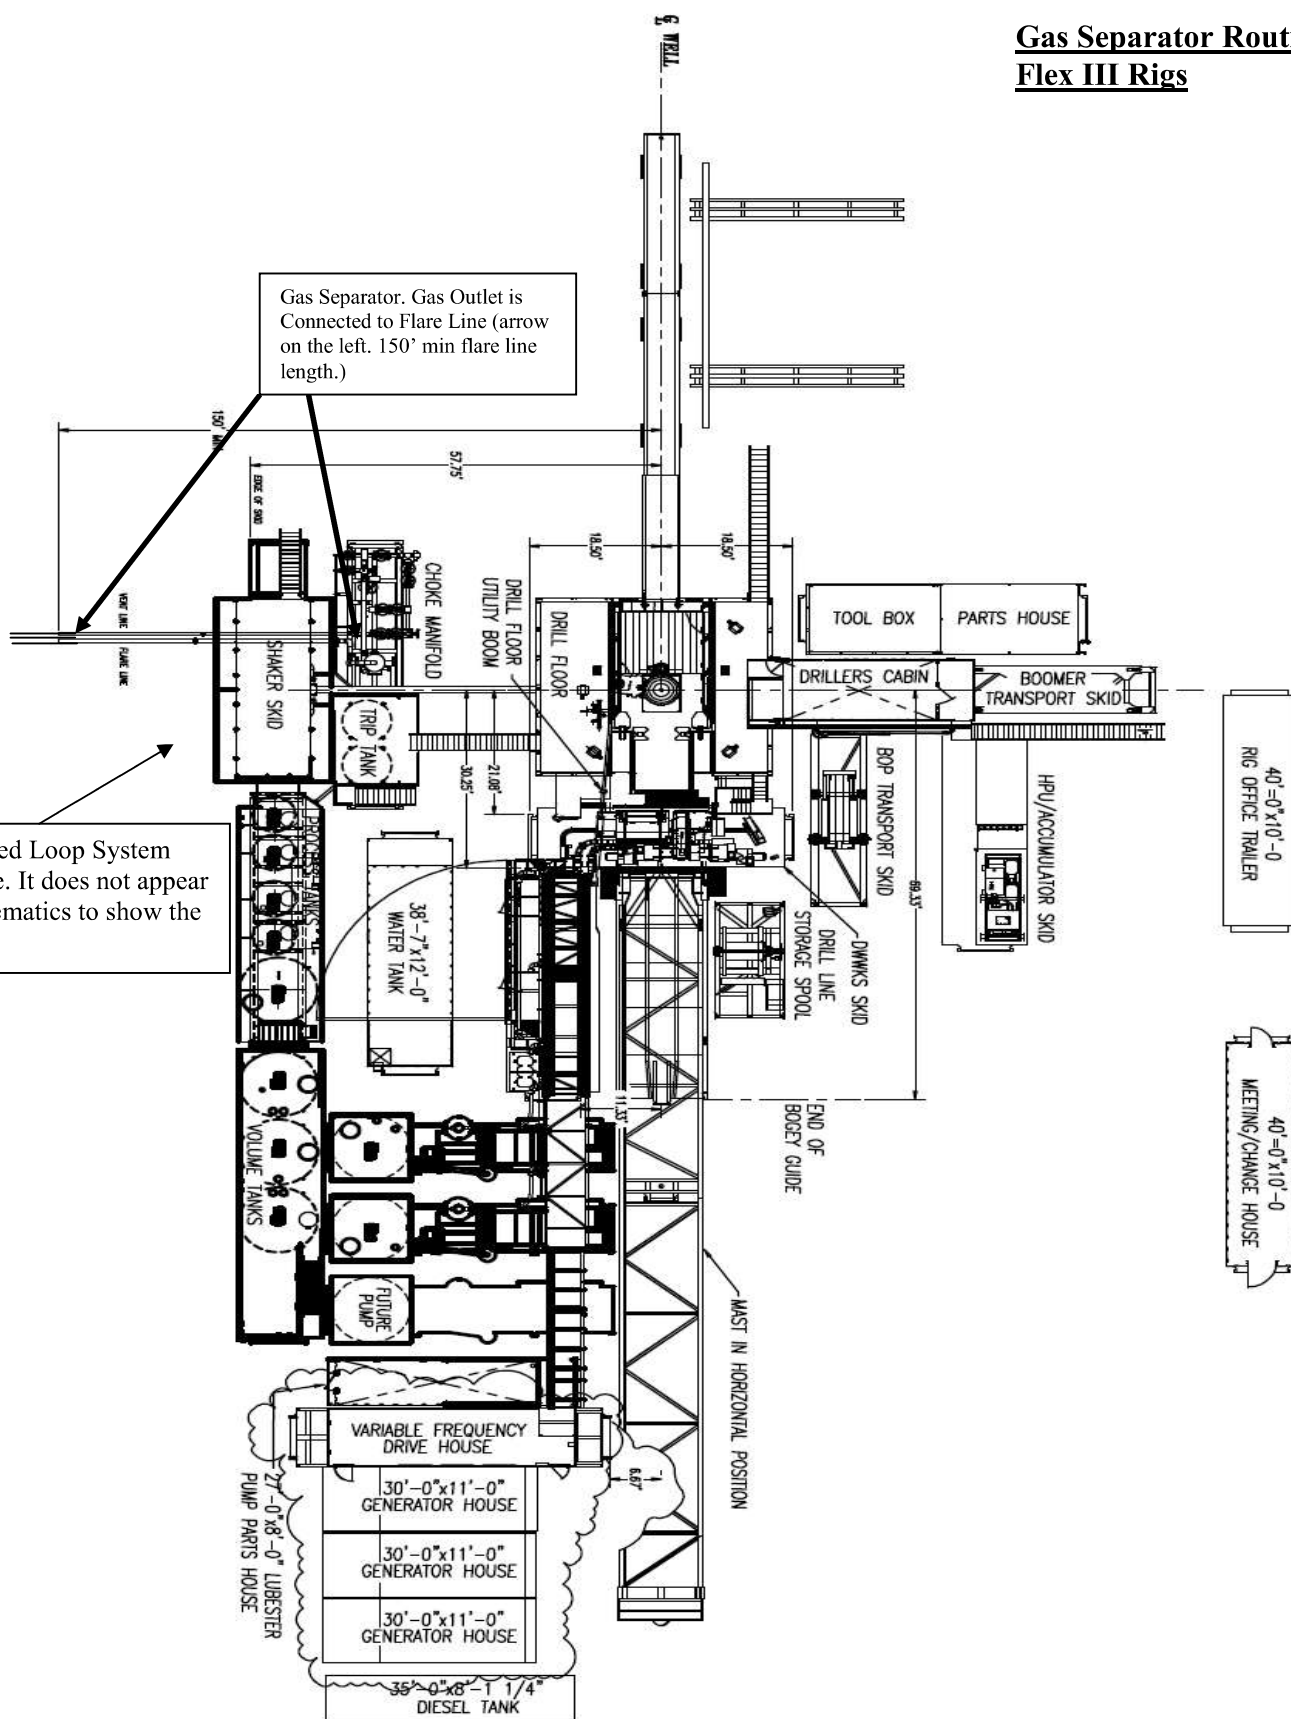 Gas Separator Routi
Flex III Rigs
℄ WELL
Gas Separator. Gas Outlet is
Connected to Flare Line (arrow
on the left. 150’ min flare line
length.)
150' MIN
57.75'
EDGE OF SKID
18.50'
18.50'
VENT LINE
FLARE LINE
CHOKE MANIFOLD
SHAKER SKID
TRIP TANK
DRILL FLOOR
UTILITY BOOM
DRILL FLOOR
TOOL BOX
PARTS HOUSE
DRILLERS CABIN
BOOMER
TRANSPORT SKID
30.25'
21.08'
BOP TRANSPORT SKID
HPU/ACCUMULATOR SKID
40'=0"x10'-0
RIG OFFICE TRAILER
ed Loop System
e. It does not appear
ematics to show the
PROCESS TANKS
38'-7"x12'-0"
WATER TANK
DRILL LINE
STORAGE SPOOL
DWWKS SKID
69.33'
END OF
BOGEY GUIDE
11.33'
40'=0"x10'-0
MEETING/CHANGE HOUSE
VOLUME TANKS
FUTURE
PUMP
MAST IN HORIZONTAL POSITION
VARIABLE FREQUENCY
DRIVE HOUSE
6.67'
27'-0"x8'-0" LUBESTER
PUMP PARTS HOUSE
30'-0"x11'-0"
GENERATOR HOUSE
30'-0"x11'-0"
GENERATOR HOUSE
30'-0"x11'-0"
GENERATOR HOUSE
35'-0"x8'-1 1/4"
DIESEL TANK